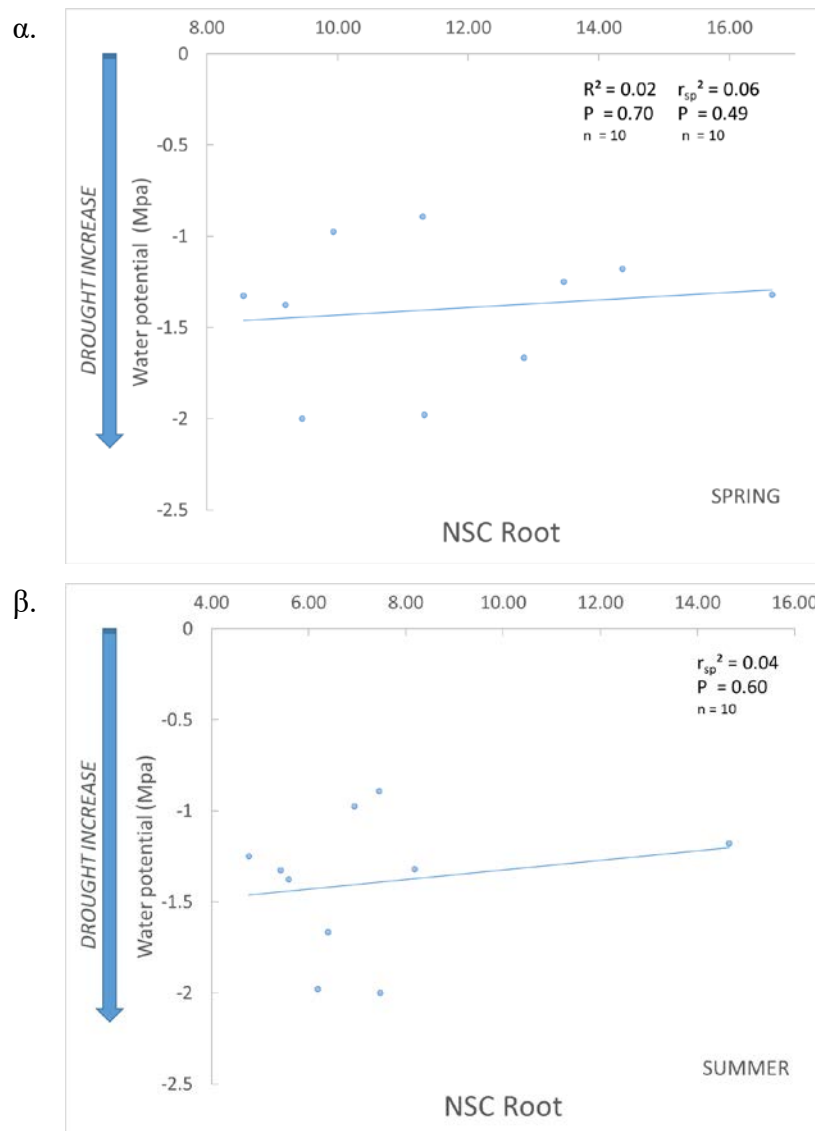 α.
8.00 10.00 12.00 14.00 16.00
0
-0.5
-1
-1.5
-2
-2.5
DROUGHT INCREASE
Water potential (Mpa)
R² = 0.02 rsp² = 0.06
P = 0.70 P = 0.49
n = 10 n = 10
SPRING
NSC Root
β.
4.00 6.00 8.00 10.00 12.00 14.00 16.00
0
-0.5
-1
-1.5
-2
-2.5
DROUGHT INCREASE
Water potential (Mpa)
rsp² = 0.04
P = 0.60
n = 10
SUMMER
NSC Root